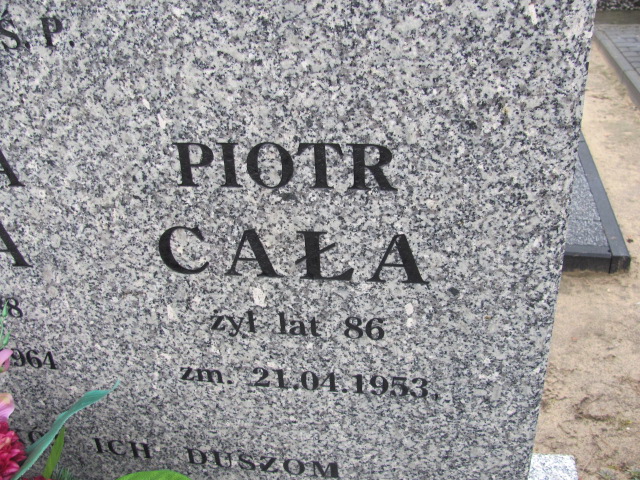 Ś.P.
PIOTR
CAŁA
żył lat 86
zm. 21.04.1953.
ICH DUSZOM